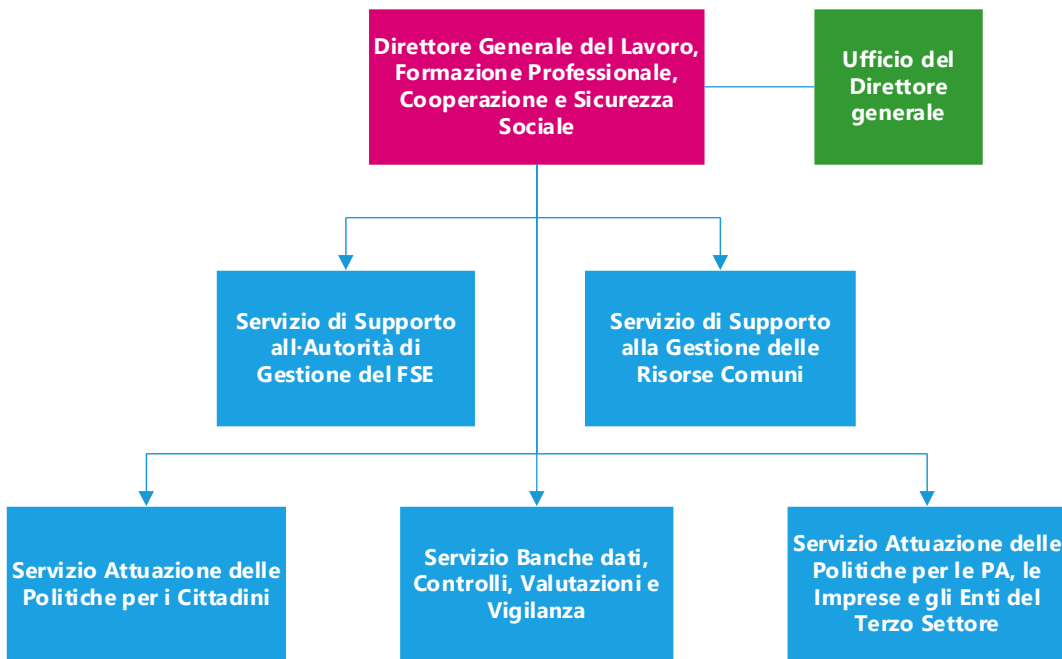 Direttore Generale del Lavoro,
Formazione Professionale,
Cooperazione e Sicurezza
Sociale
Ufficio del
Direttore
generale
Servizio di Supporto
all·Autorità di
Gestione del FSE
Servizio di Supporto
alla Gestione delle
Risorse Comuni
Servizio Attuazione delle
Politiche per i Cittadini
Servizio Banche dati,
Controlli, Valutazioni e
Vigilanza
Servizio Attuazione delle
Politiche per le PA, le
Imprese e gli Enti del
Terzo Settore